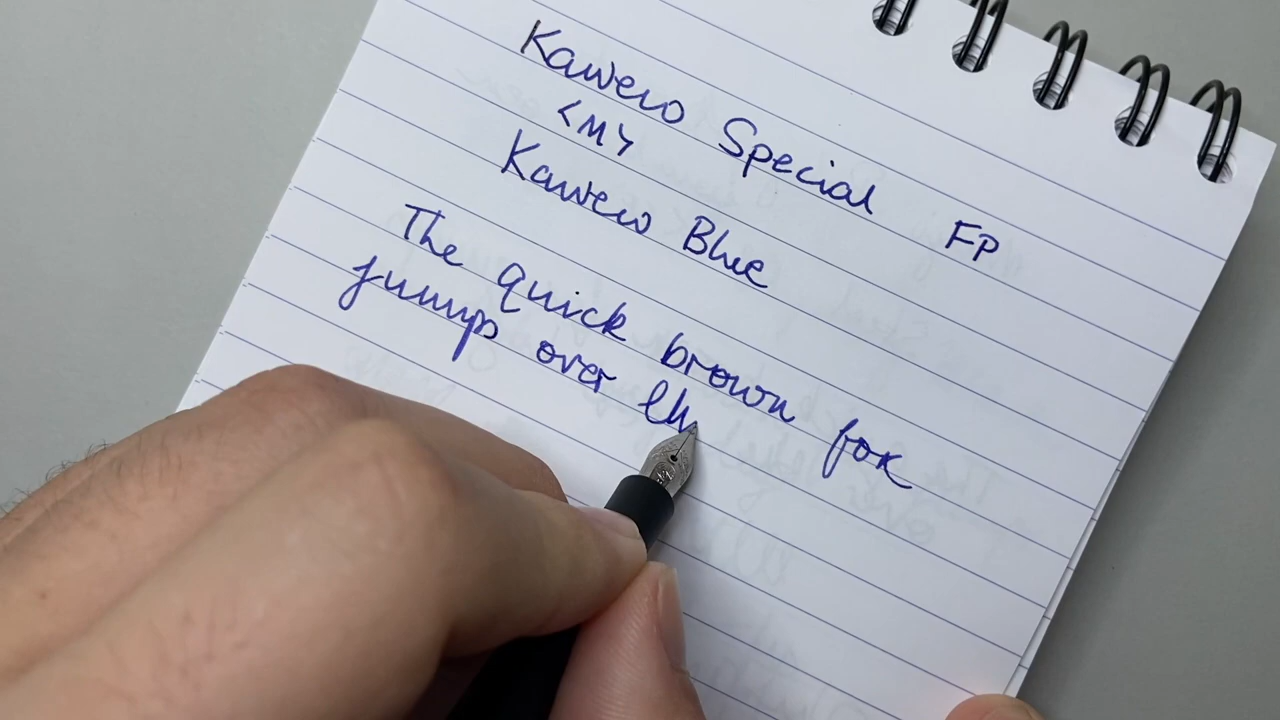 Kaweco Special FP
<M>
Kaweco Blue
The quick brown fox
jumps over th